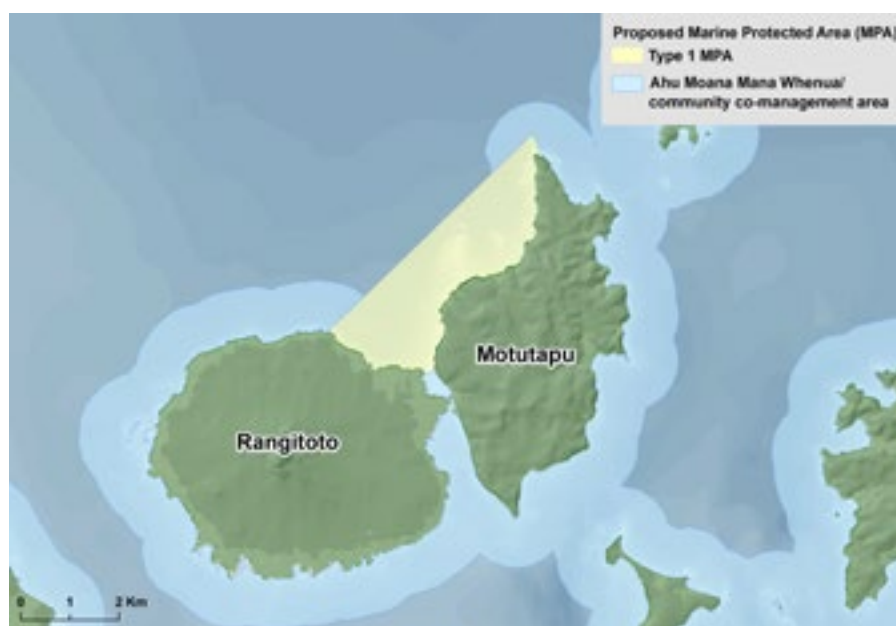 Proposed Marine Protected Area (MPA)
Type 1 MPA
Ahu Moana Mana Whenua/
community co-management area
Motutapu
Rangitoto
0 1 2 Km